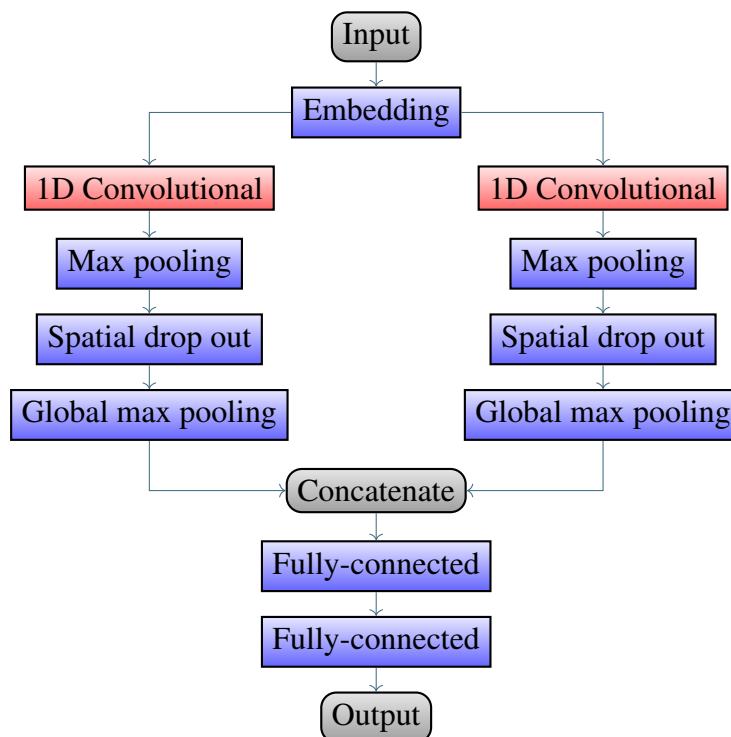 Input
Embedding
1D Convolutional
1D Convolutional
Max pooling
Max pooling
Spatial drop out
Spatial drop out
Global max pooling
Global max pooling
Concatenate
Fully-connected
Fully-connected
Output